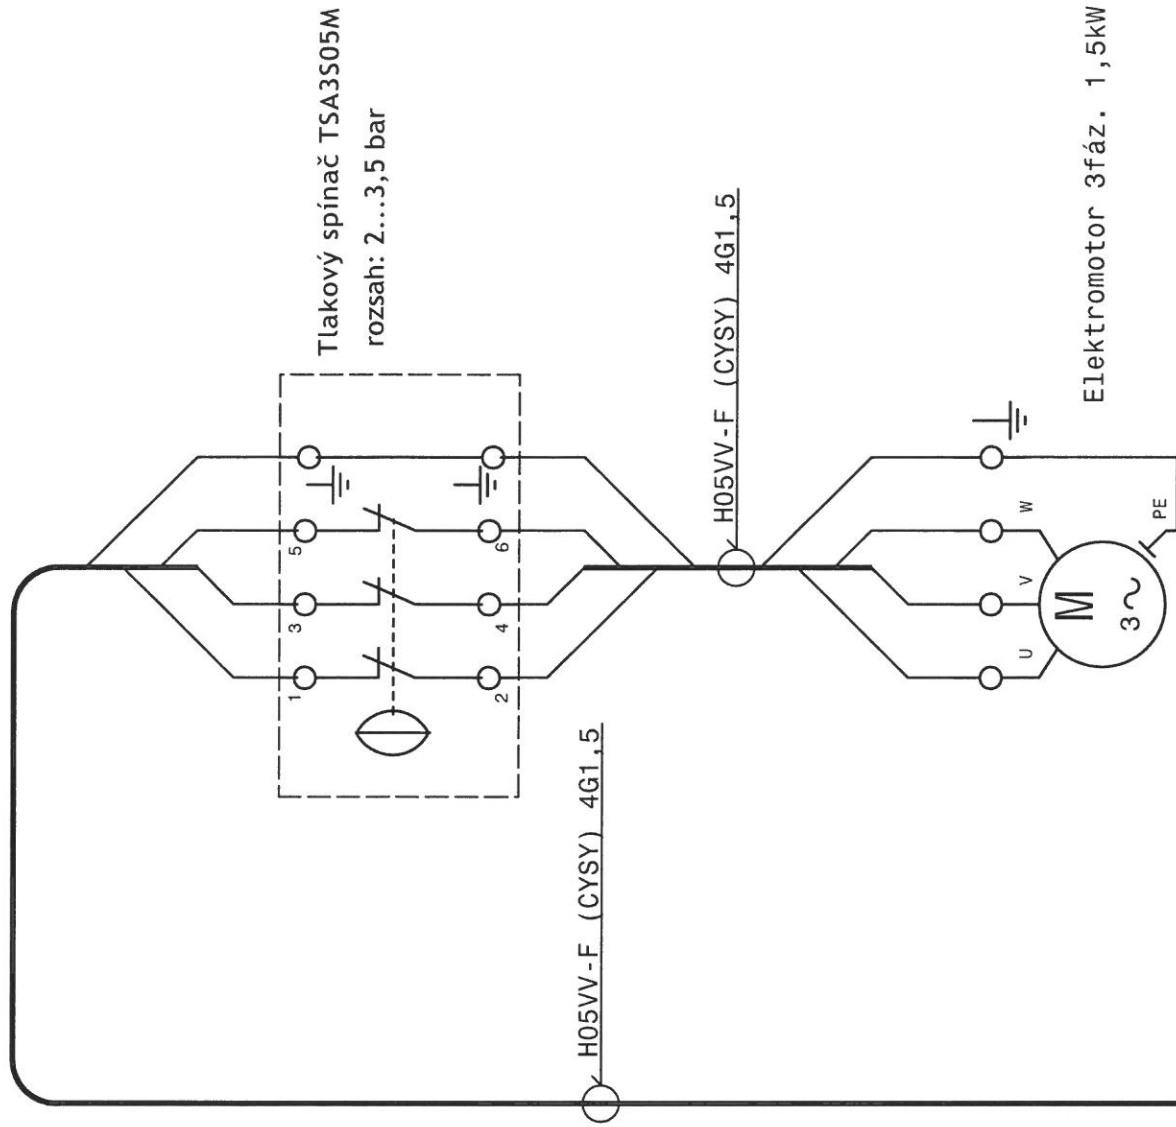 Tlakový spínač TSA3S05M
rozsah: 2...3,5 bar
1
3
5
2
4
6
H05VV-F (CYSY) 4G1,5
H05VV-F (CYSY) 4G1,5
U
V
W
M
3~
PE
Elektromotor 3fáz. 1,5kW